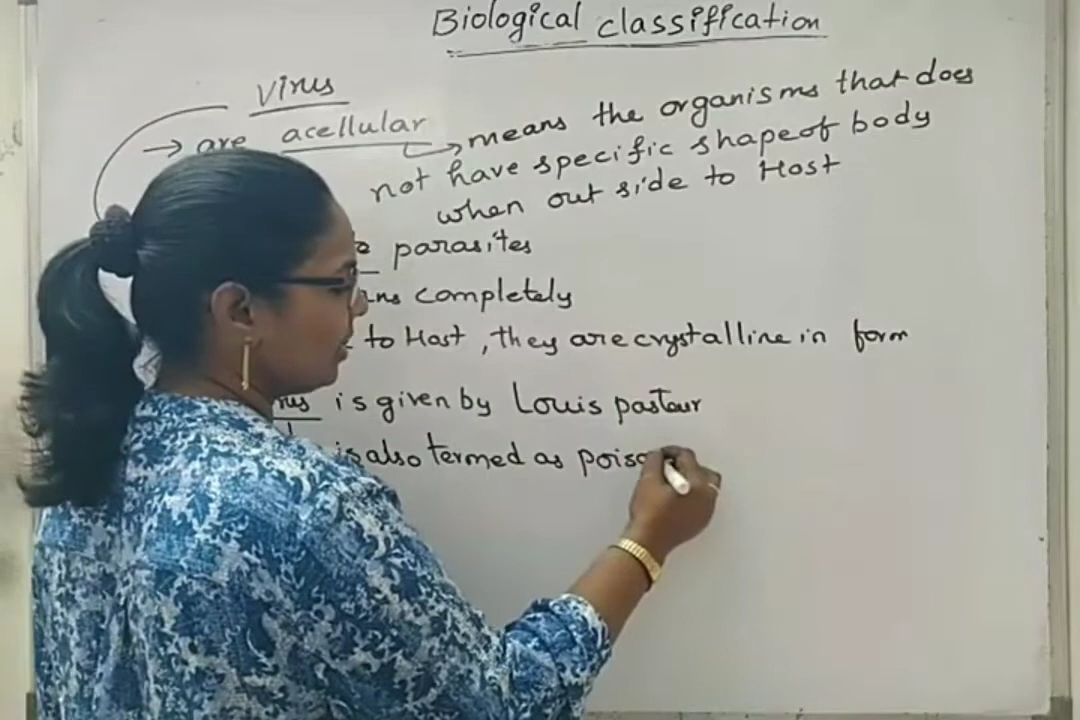 Biological classification
Virus
→ are acellular → means the organisms that does
not have specific shape of body
when out side to Host
parasites
completely
to Host, they are crystalline in form
is given by Louis pasteur
is also termed as